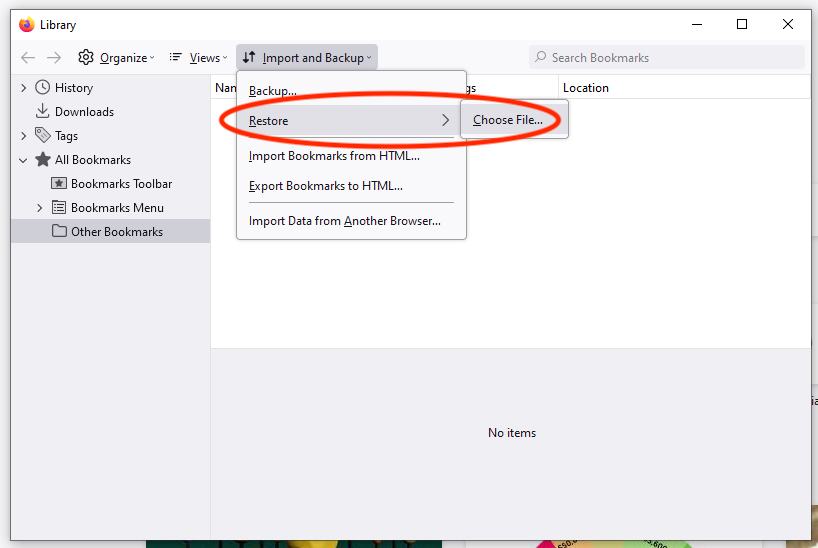 Library
Organize
Views
Import and Backup
Search Bookmarks
History
Downloads
Tags
All Bookmarks
Bookmarks Toolbar
Bookmarks Menu
Other Bookmarks
Location
Backup...
Restore
Choose File...
Import Bookmarks from HTML...
Export Bookmarks to HTML...
Import Data from Another Browser...
No items